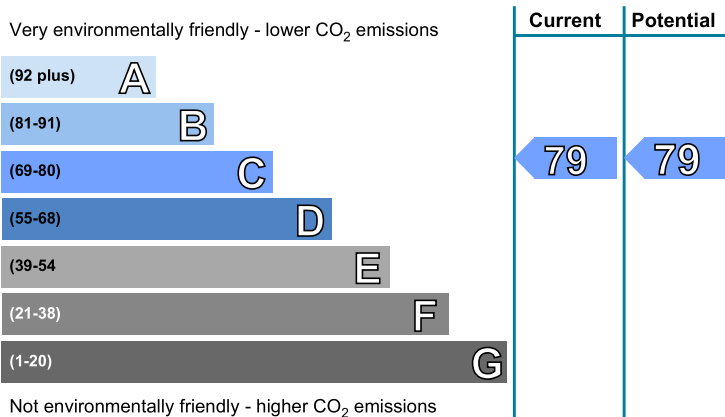 Very environmentally friendly - lower CO2 emissions
Current
Potential
(92 plus) A
(81-91) B
(69-80) C
79
79
(55-68) D
(39-54 E
(21-38) F
(1-20) G
Not environmentally friendly - higher CO2 emissions